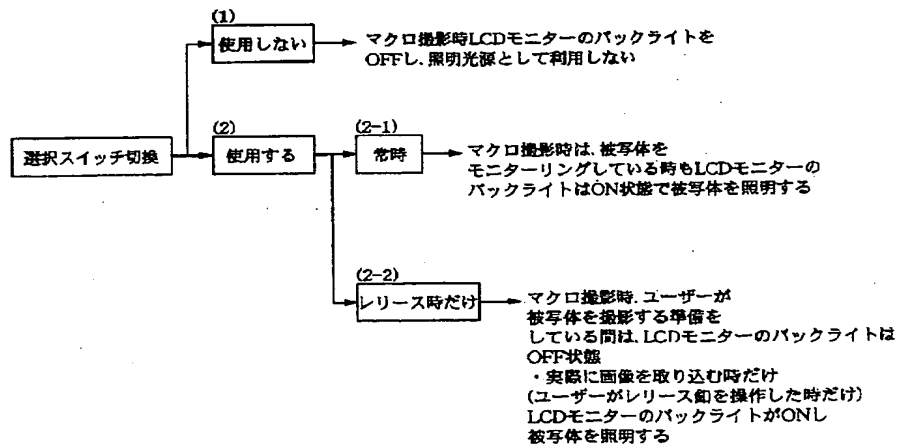 (1)
使用しない
マクロ撮影時LCDモニターのバックライトを
OFFし、照明光源として利用しない
選択スイッチ切換
(2)
使用する
(2-1)
常時
マクロ撮影時は、被写体を
モニターリングしている時もLCDモニターの
バックライトはON状態で被写体を照明する
(2-2)
レリース時だけ
マクロ撮影時、ユーザーが
被写体を撮影する準備を
している間は、LCDモニターのバックライトは
OFF状態
・実際に画像を取り込む時だけ
(ユーザーがレリース釦を操作した時だけ)
LCDモニターのバックライトがONし
被写体を照明する